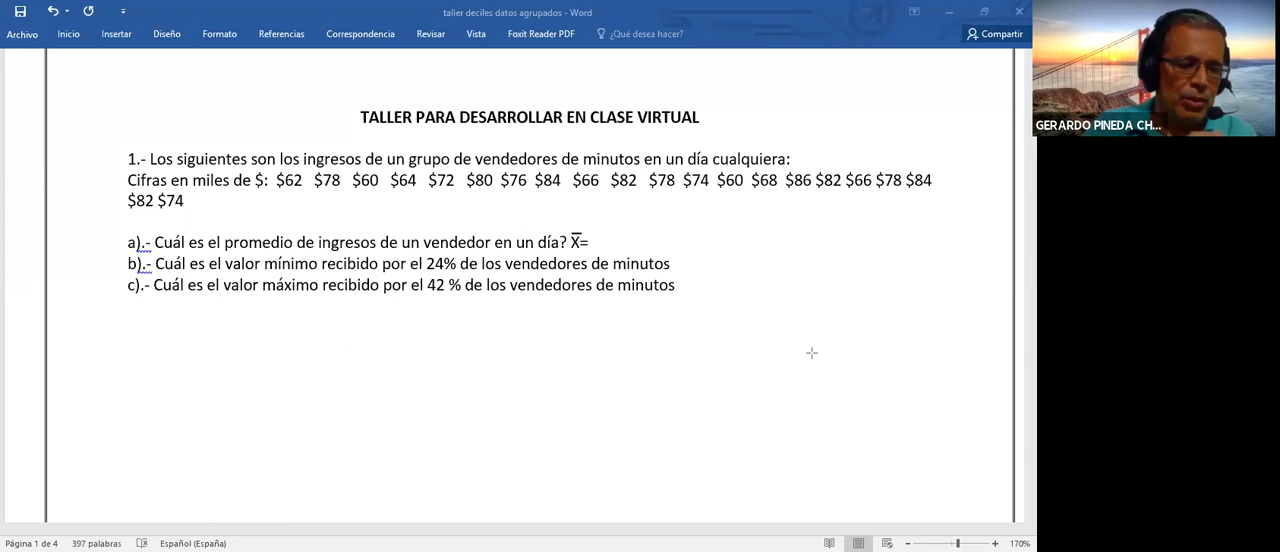 taller deciles datos agrupados - Word
Archivo Inicio Insertar Diseño Formato Referencias Correspondencia Revisar Vista Foxit Reader PDF ¿Qué desea hacer? Compartir
GERARDO PINEDA CH...
TALLER PARA DESARROLLAR EN CLASE VIRTUAL
1.- Los siguientes son los ingresos de un grupo de vendedores de minutos en un día cualquiera:
Cifras en miles de $: $62 $78 $60 $64 $72 $80 $76 $84 $66 $82 $78 $74 $60 $68 $86 $82 $66 $78 $84
$82 $74
a).- Cuál es el promedio de ingresos de un vendedor en un día? X̅=
b).- Cuál es el valor mínimo recibido por el 24% de los vendedores de minutos
c).- Cuál es el valor máximo recibido por el 42 % de los vendedores de minutos
Página 1 de 4 397 palabras Español (España) 170%